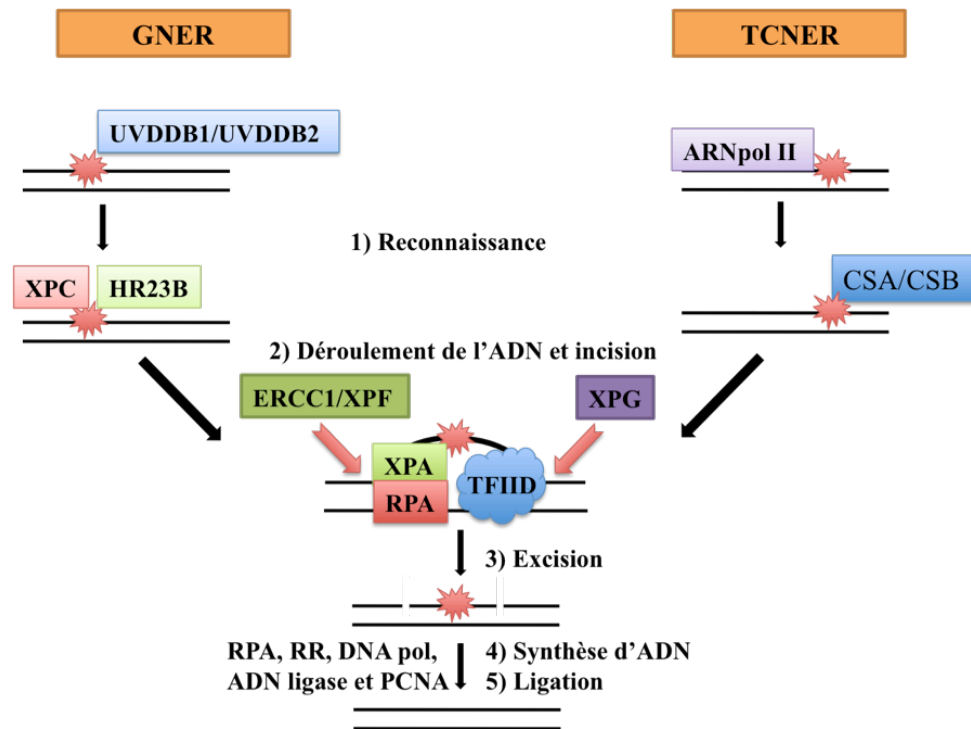 GNER
TCNER
UVDDB1/UVDDB2
ARNpol II
1) Reconnaissance
XPC
HR23B
CSA/CSB
2) Déroulement de l’ADN et incision
ERCC1/XPF
XPG
XPA
TFIID
RPA
3) Excision
RPA, RR, DNA pol,
ADN ligase et PCNA
4) Synthèse d’ADN
5) Ligation